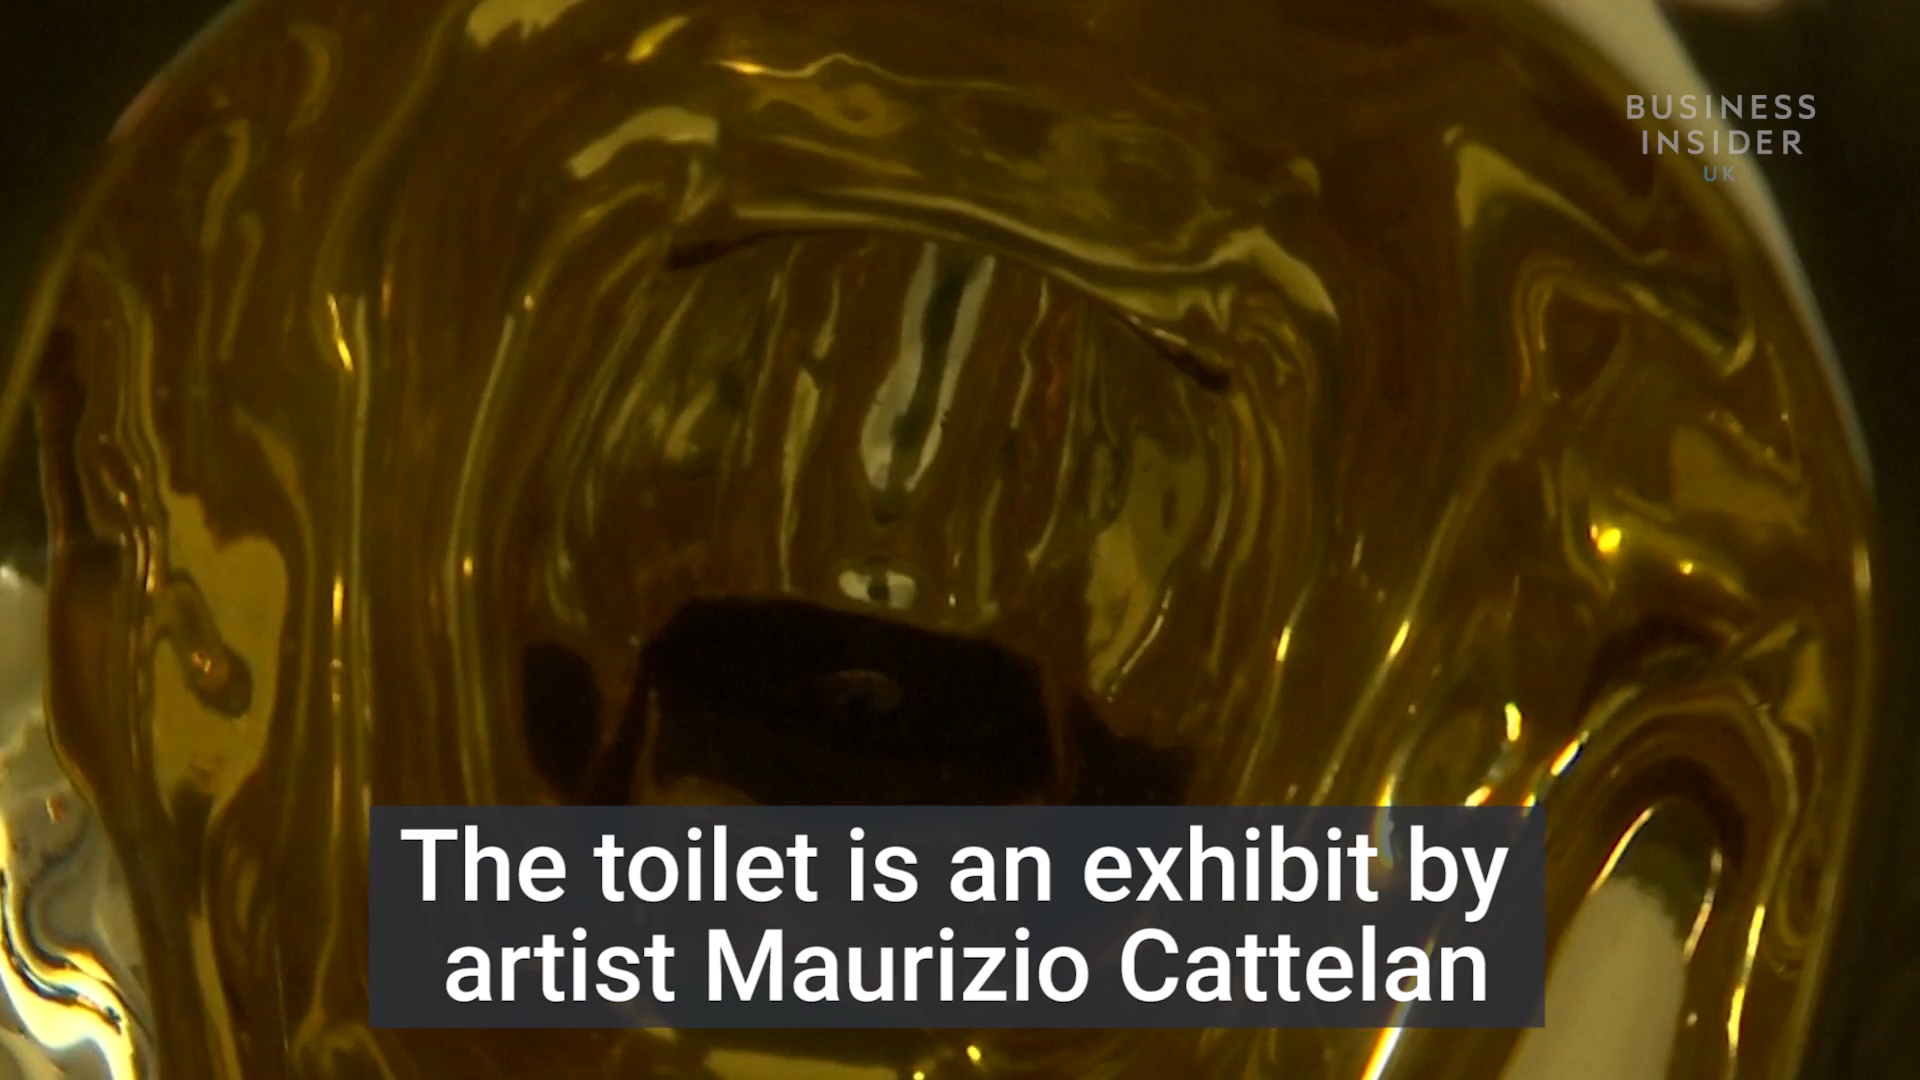 BUSINESS
INSIDER
UK
The toilet is an exhibit by
artist Maurizio Cattelan